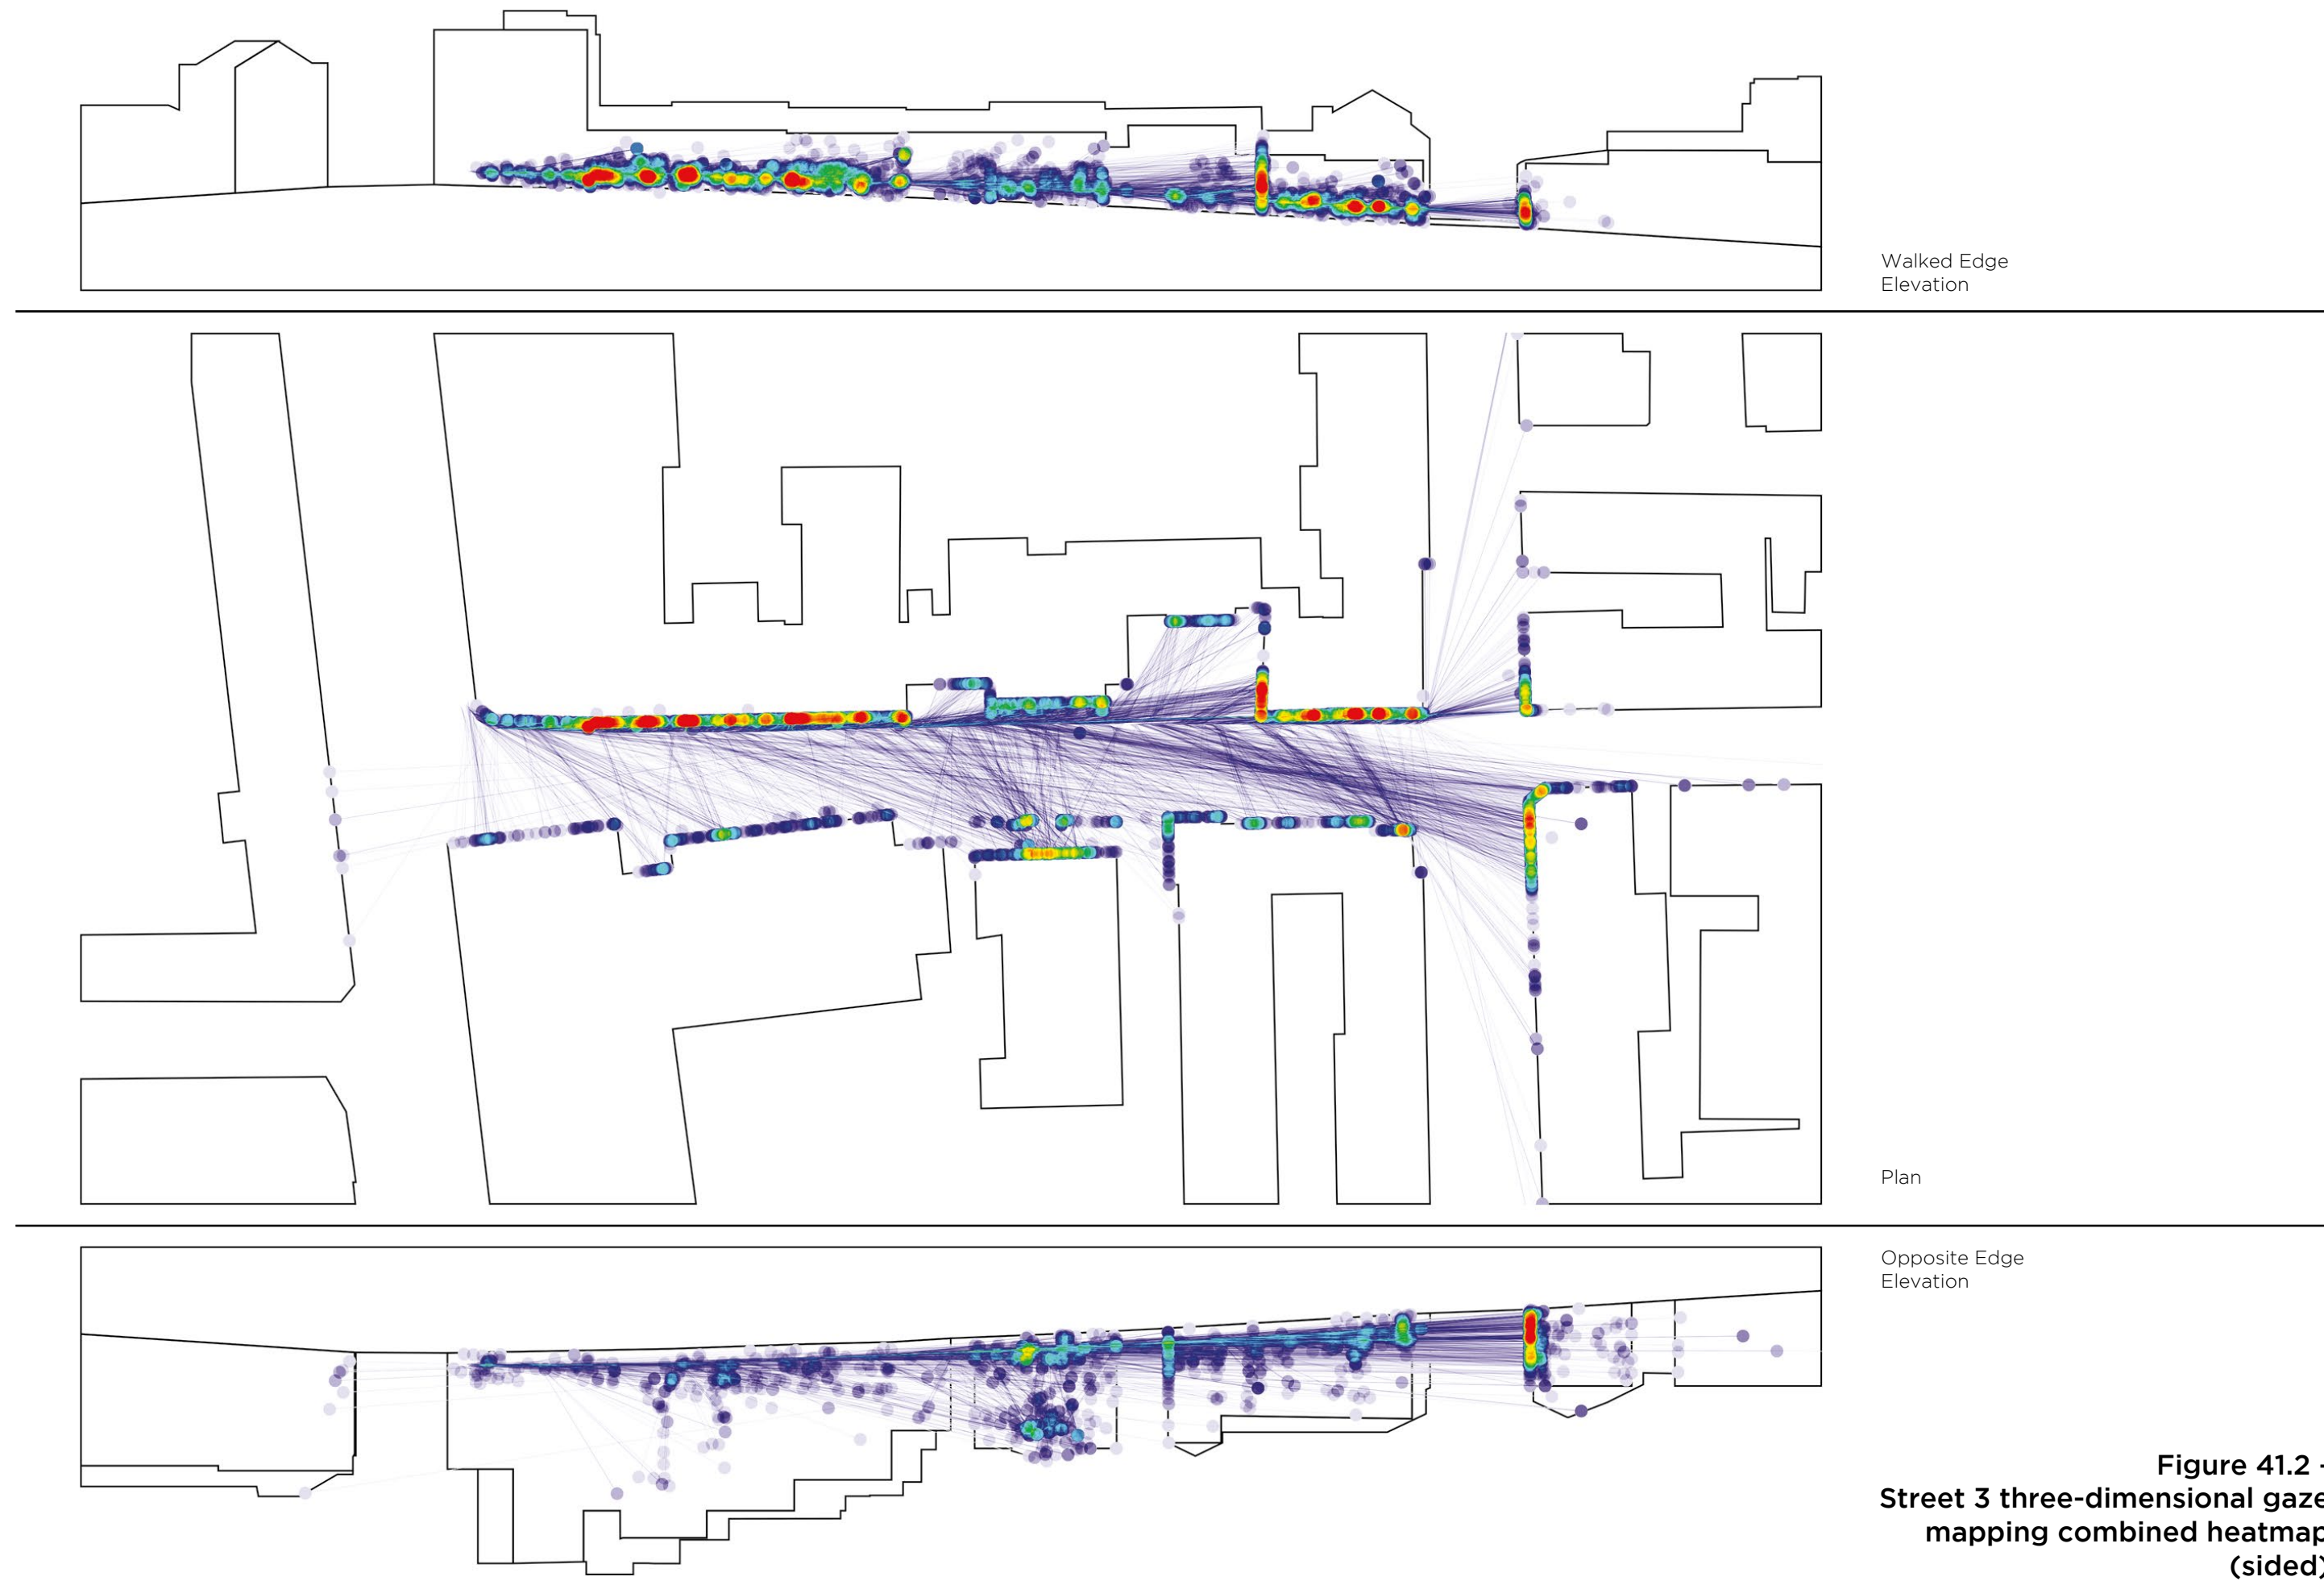 Walked Edge
Elevation
Plan
Opposite Edge
Elevation
Figure 41.2 -
Street 3 three-dimensional gaze
mapping combined heatmap
(sided)